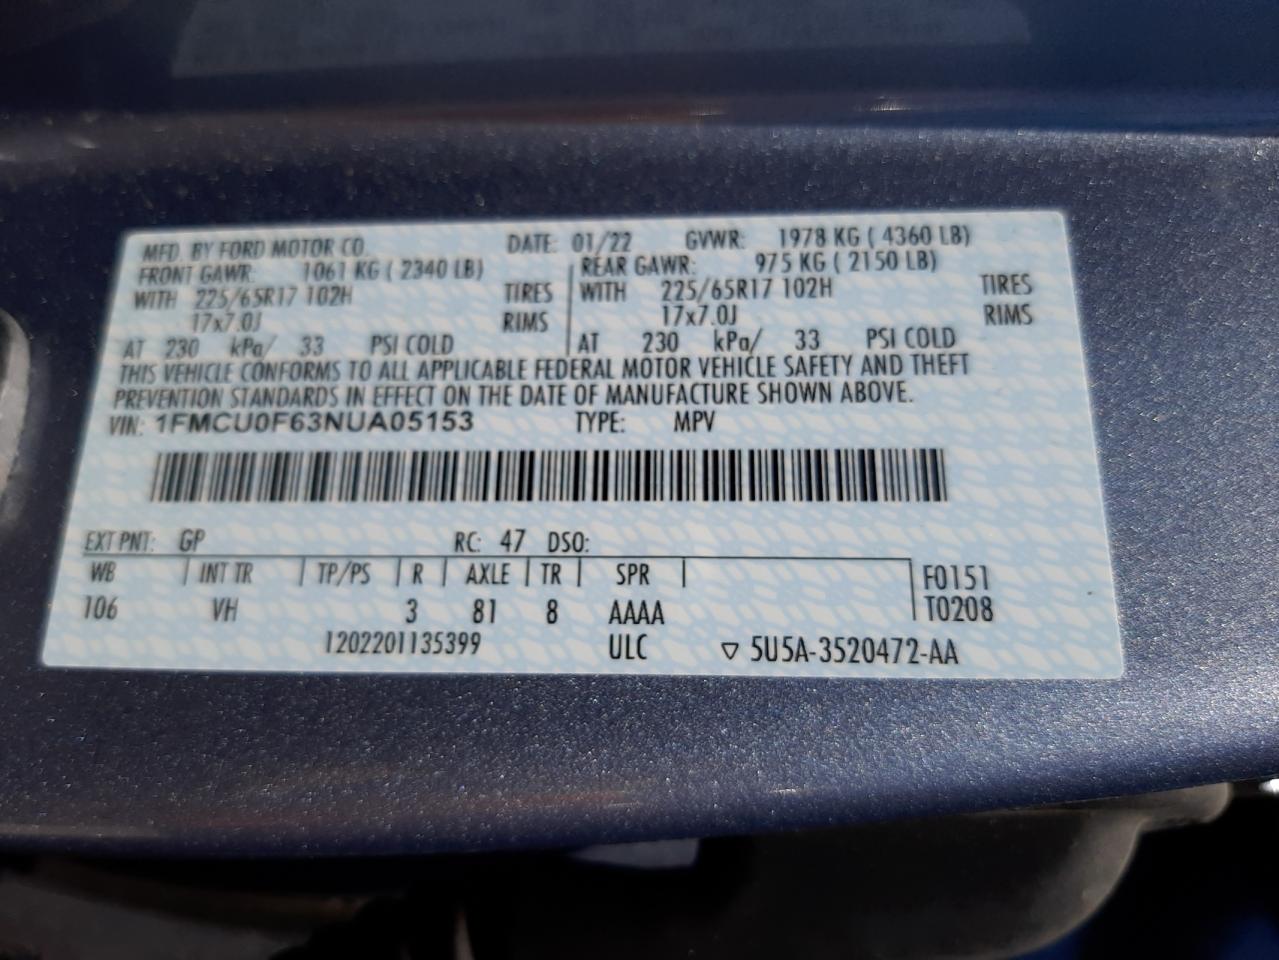 MFD. BY FORD MOTOR CO. DATE: 01/22 GVWR: 1978 KG ( 4360 LB)
FRONT GAWR: 1061 KG ( 2340 LB) REAR GAWR: 975 KG ( 2150 LB)
WITH 225/65R17 102H TIRES WITH 225/65R17 102H TIRES
17x7.0J RIMS 17x7.0J RIMS
AT 230 kPa/ 33 PSI COLD AT 230 kPa/ 33 PSI COLD
THIS VEHICLE CONFORMS TO ALL APPLICABLE FEDERAL MOTOR VEHICLE SAFETY AND THEFT
PREVENTION STANDARDS IN EFFECT ON THE DATE OF MANUFACTURE SHOWN ABOVE.
VIN: 1FMCU0F63NUA05153 TYPE: MPV
EXT PNT: GP RC: 47 DSO:
WB INT TR TP/PS R AXLE TR SPR F0151
106 VH 3 81 8 AAAA T0208
1202201135399 ULC ▽ 5U5A-3520472-AA